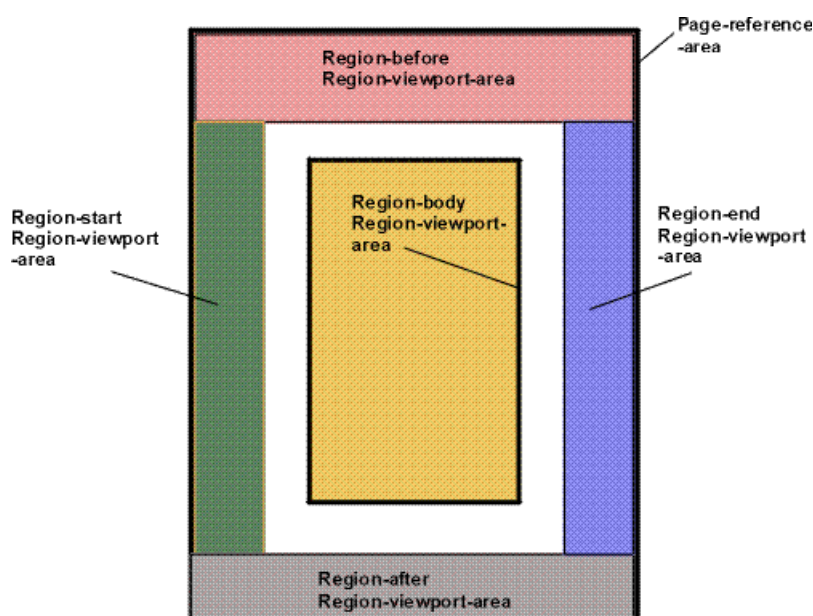 Page-reference
-area
Region-before
Region-viewport-area
Region-start
Region-viewport
-area
Region-body
Region-viewport-
area
Region-end
Region-viewport
-area
Region-after
Region-viewport-area